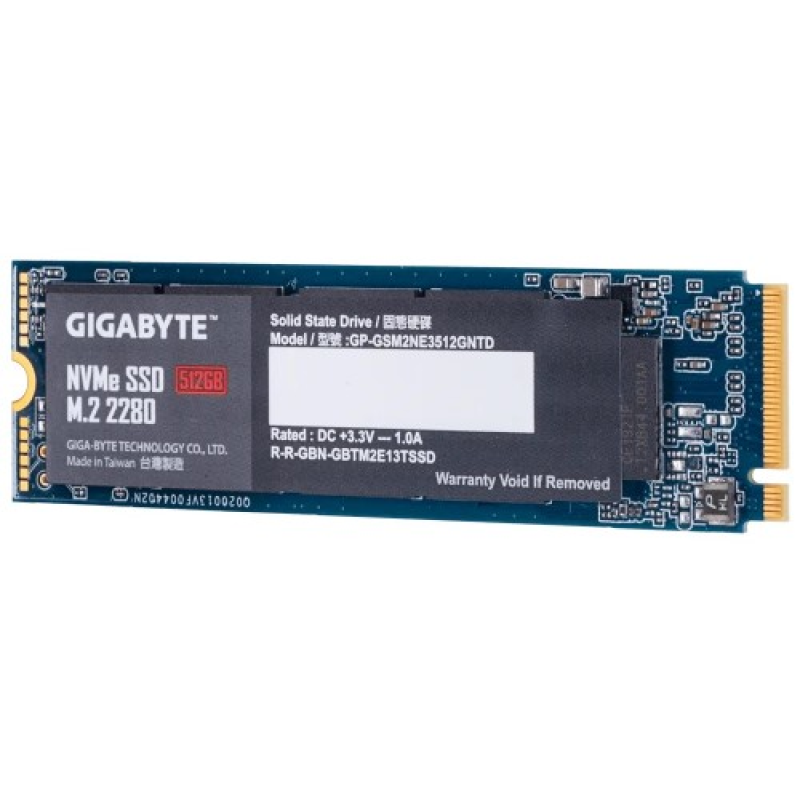 GIGABYTE™
NVMe SSD 512GB
M.2 2280
GIGA-BYTE TECHNOLOGY CO., LTD.
Made in Taiwan 台灣製造
Solid State Drive / 固態硬碟
Model / 型號 :GP-GSM2NE3512GNTD
Rated : DC +3.3V --- 1.0A
R-R-GBN-GBTM2E13TSSD
Warranty Void If Removed